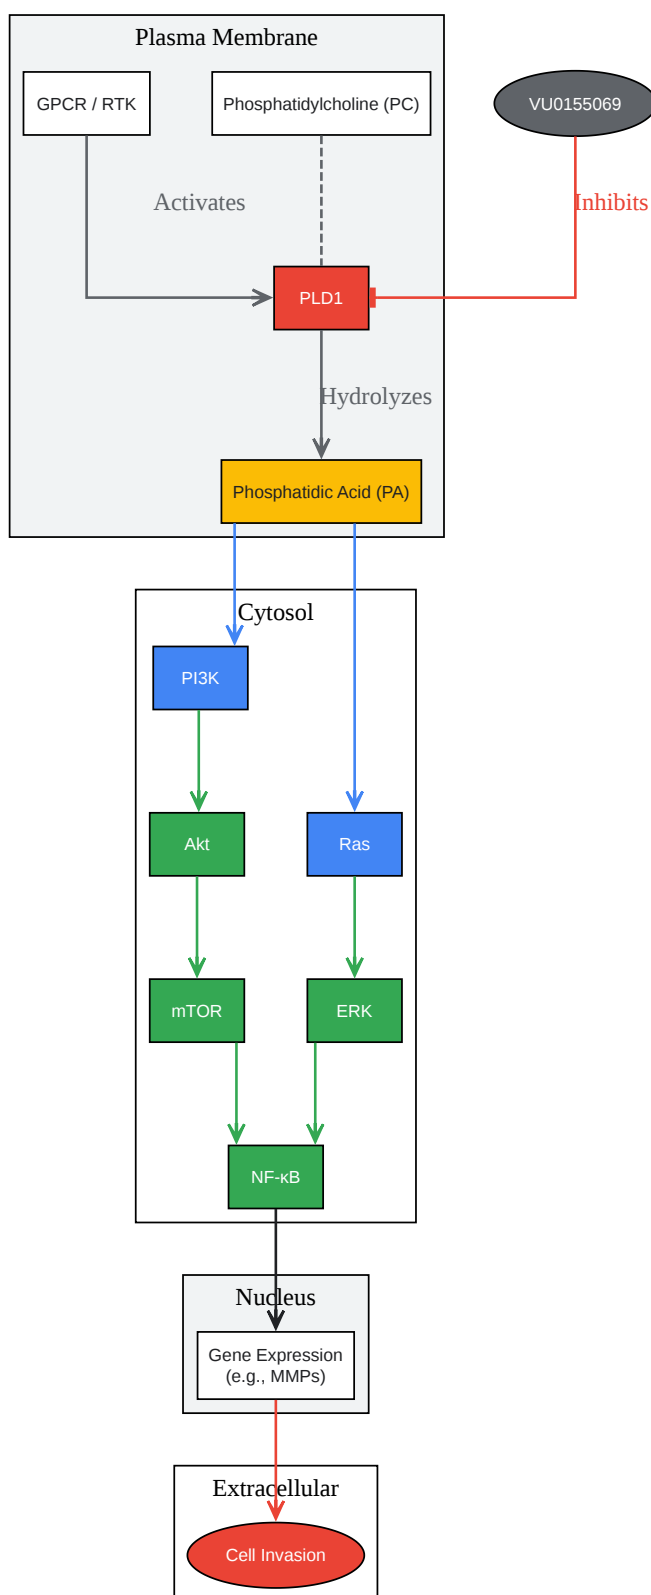 Plasma Membrane
GPCR / RTK
Phosphatidylcholine (PC)
VU0155069
Activates
Inhibits
PLD1
Hydrolyzes
Phosphatidic Acid (PA)
Cytosol
PI3K
Akt
Ras
mTOR
ERK
NF-κB
Nucleus
Gene Expression
(e.g., MMPs)
Extracellular
Cell Invasion